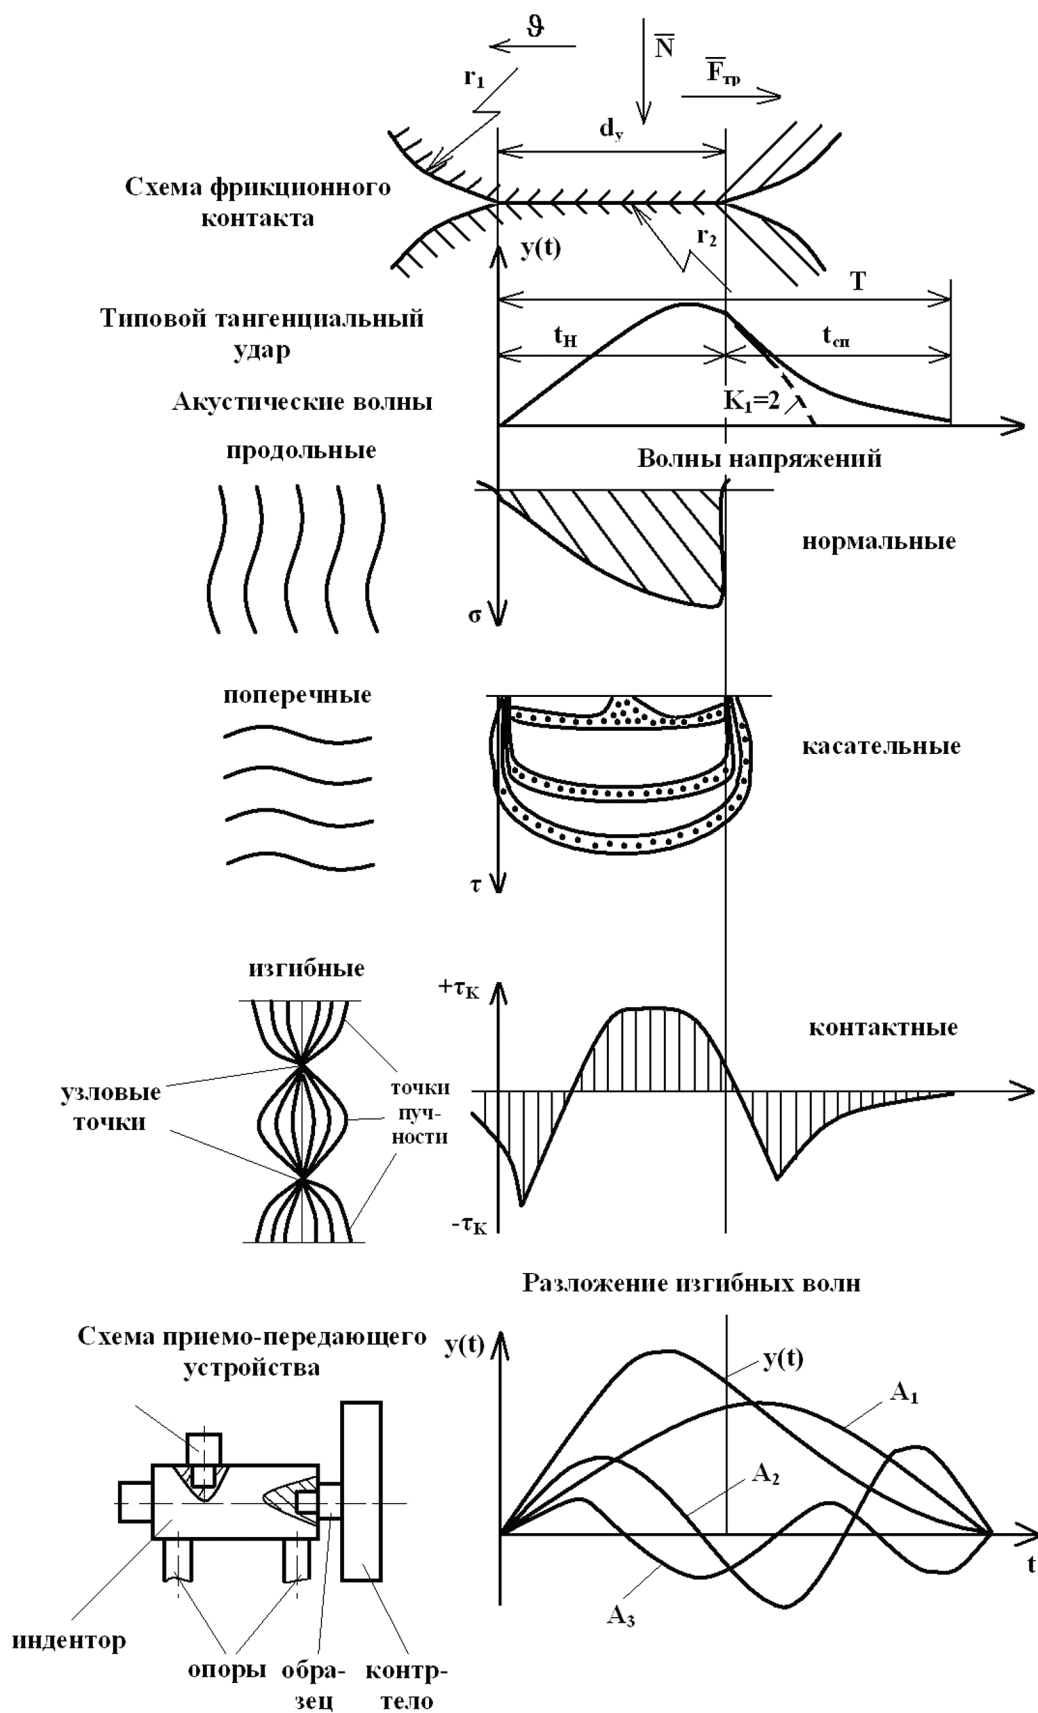 ϑ
N̅
r₁
F̅тр
dу
Схема фрикционного
контакта
r₂
y(t)
T
Типовой тангенциальный
удар
tН
tсп
K₁=2
Акустические волны
продольные
Волны напряжений
нормальные
σ
поперечные
касательные
τ
изгибные
+τК
контактные
узловые
точки
точки
пуч-
ности
-τК
Разложение изгибных волн
Схема приемо-передающего
устройства
y(t)
y(t)
A₁
A₂
A₃
t
индентор
опоры
обра-
зец
контр-
тело